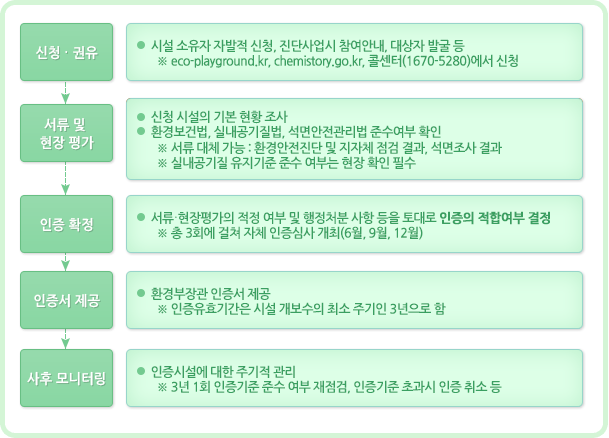 신청 · 권유
● 시설 소유자 자발적 신청, 진단사업시 참여안내, 대상자 발굴 등
※ eco-playground.kr, chemistory.go.kr, 콜센터(1670-5280)에서 신청
서류 및
현장 평가
● 신청 시설의 기본 현황 조사
● 환경보건법, 실내공기질법, 석면안전관리법 준수여부 확인
※ 서류 대체 가능 : 환경안전진단 및 지자체 점검 결과, 석면조사 결과
※ 실내공기질 유지기준 준수 여부는 현장 확인 필수
인증 확정
● 서류·현장평가의 적정 여부 및 행정처분 사항 등을 토대로 인증의 적합여부 결정
※ 총 3회에 걸쳐 자체 인증심사 개최(6월, 9월, 12월)
인증서 제공
● 환경부장관 인증서 제공
※ 인증유효기간은 시설 개보수의 최소 주기인 3년으로 함
사후 모니터링
● 인증시설에 대한 주기적 관리
※ 3년 1회 인증기준 준수 여부 재점검, 인증기준 초과시 인증 취소 등